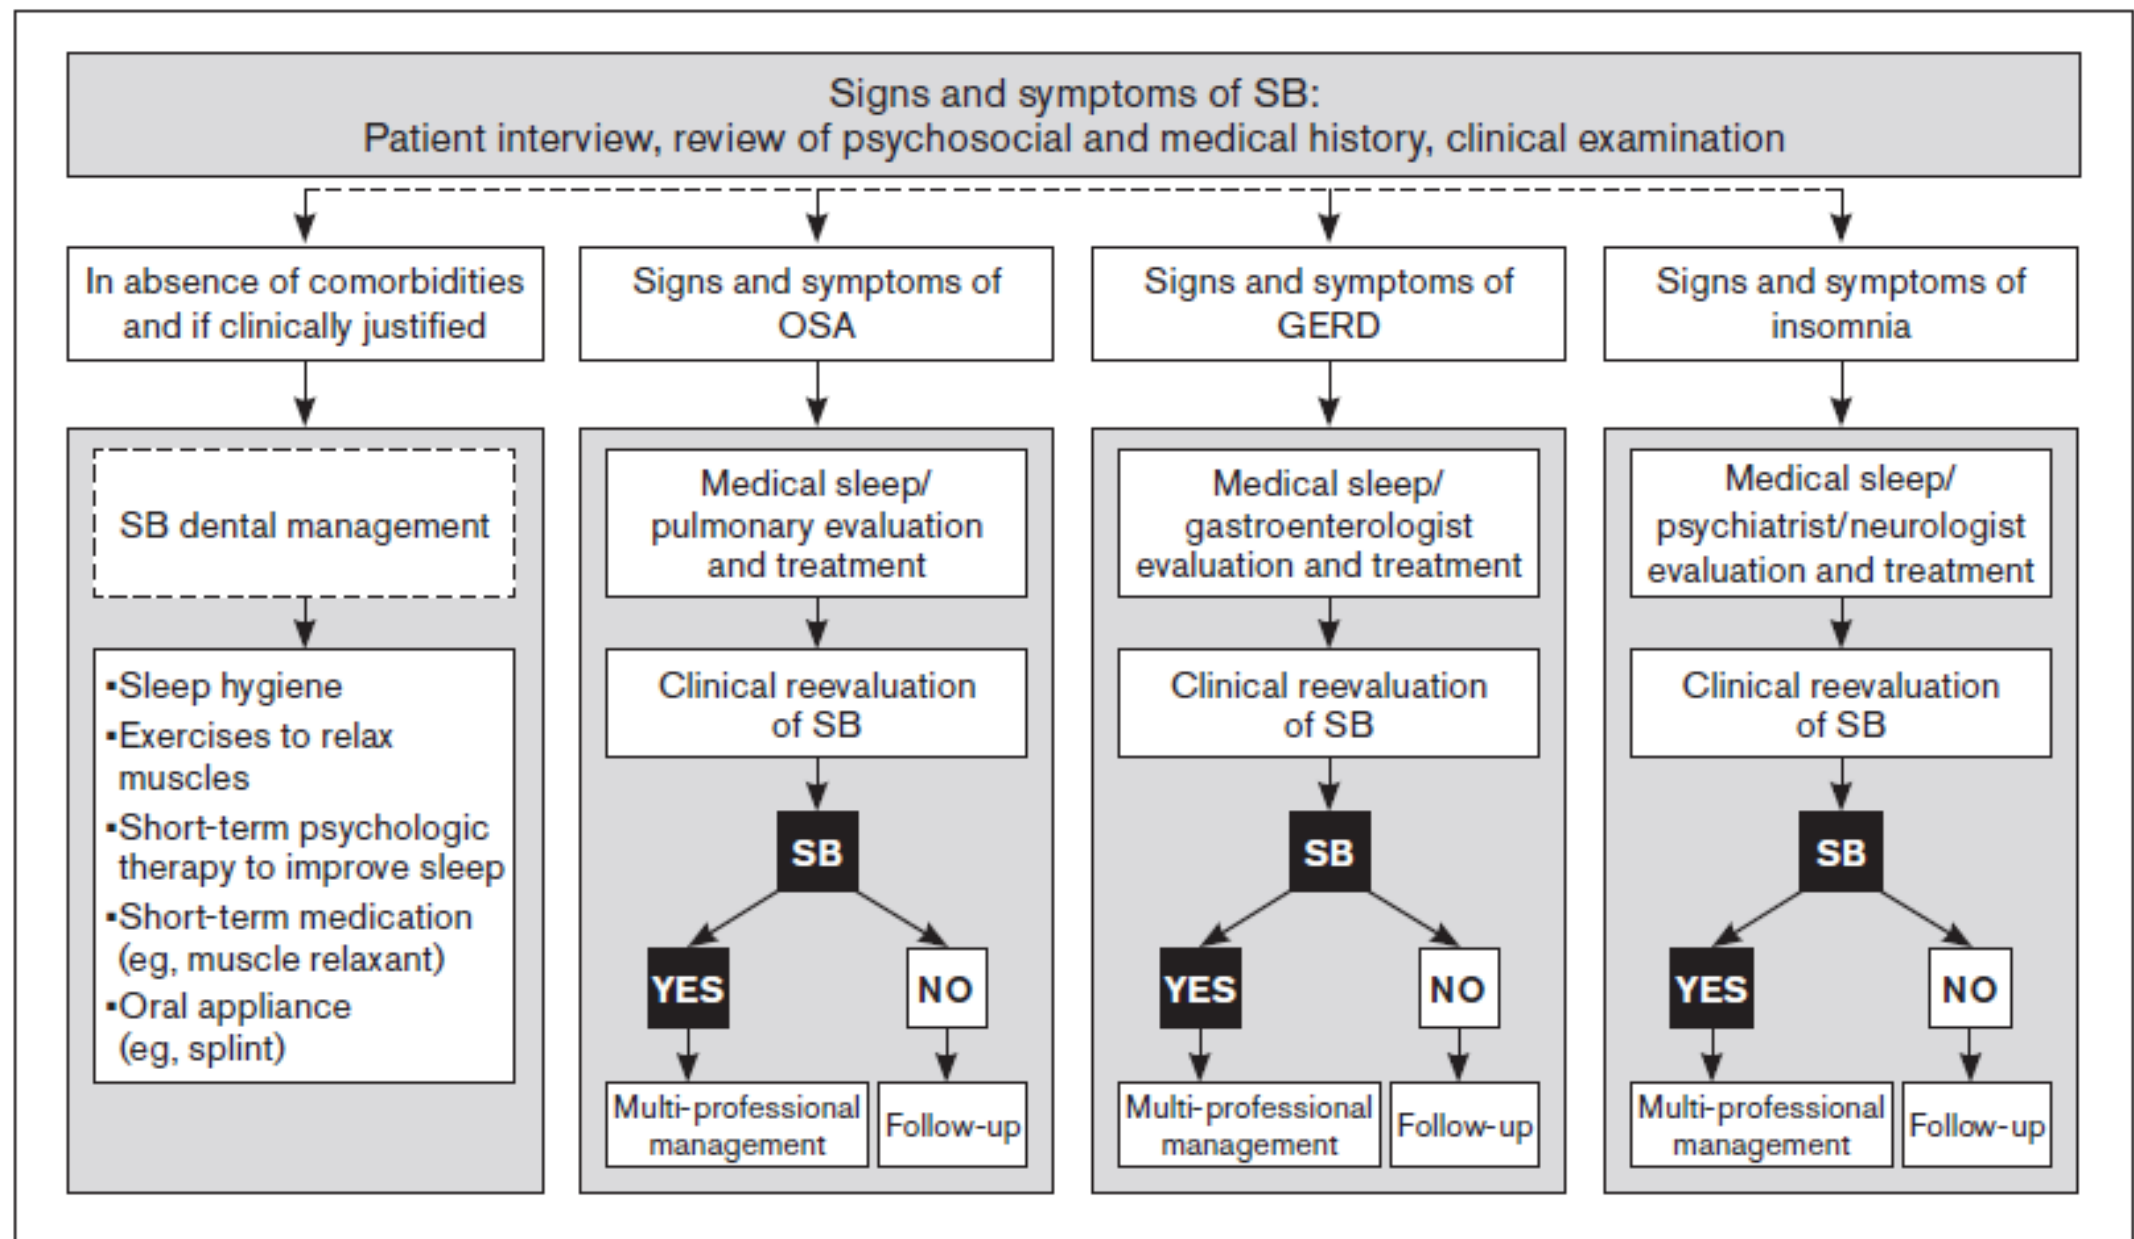 Signs and symptoms of SB:
Patient interview, review of psychosocial and medical history, clinical examination
In absence of comorbidities
and if clinically justified
SB dental management
▪Sleep hygiene
▪Exercises to relax
muscles
▪Short-term psychologic
therapy to improve sleep
▪Short-term medication
(eg, muscle relaxant)
▪Oral appliance
(eg, splint)
Signs and symptoms of
OSA
Medical sleep/
pulmonary evaluation
and treatment
Clinical reevaluation
of SB
SB
YES
NO
Multi-professional
management
Follow-up
Signs and symptoms of
GERD
Medical sleep/
gastroenterologist
evaluation and treatment
Clinical reevaluation
of SB
SB
YES
NO
Multi-professional
management
Follow-up
Signs and symptoms of
insomnia
Medical sleep/
psychiatrist/neurologist
evaluation and treatment
Clinical reevaluation
of SB
SB
YES
NO
Multi-professional
management
Follow-up